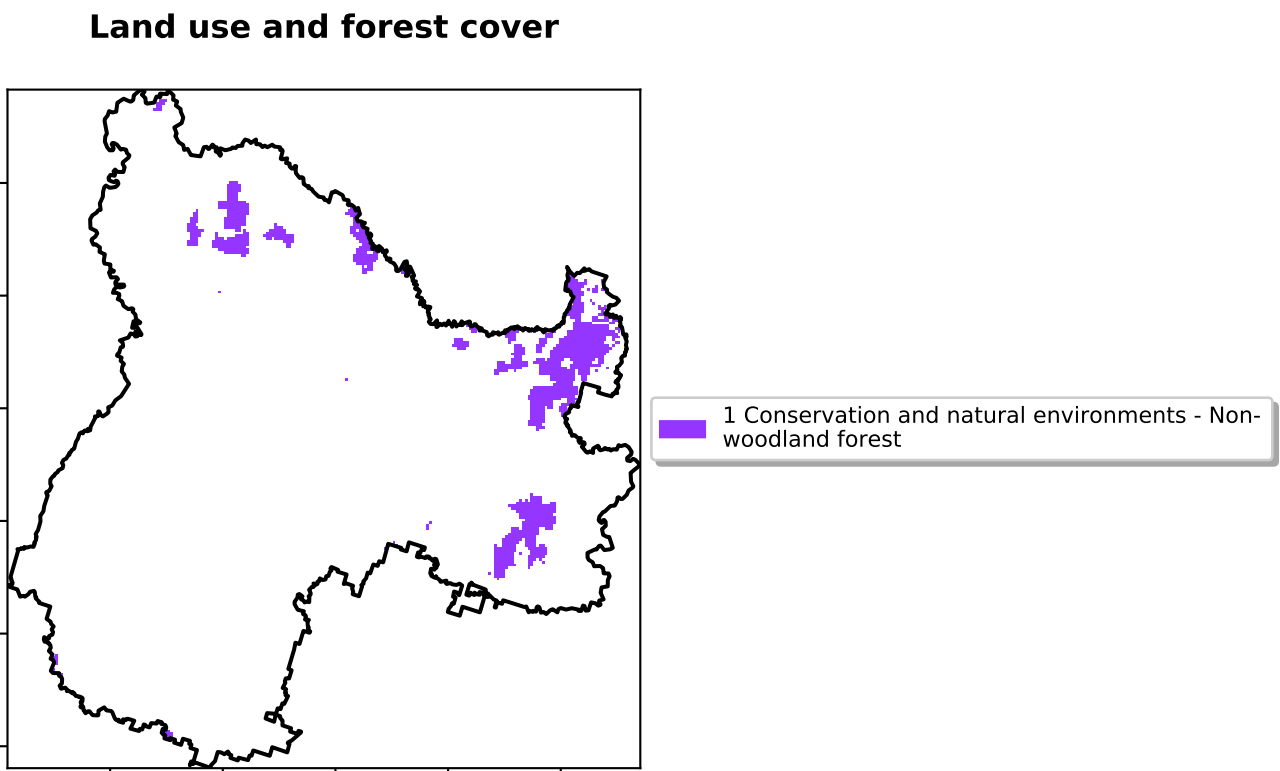 Land use and forest cover
1 Conservation and natural environments - Non-
woodland forest